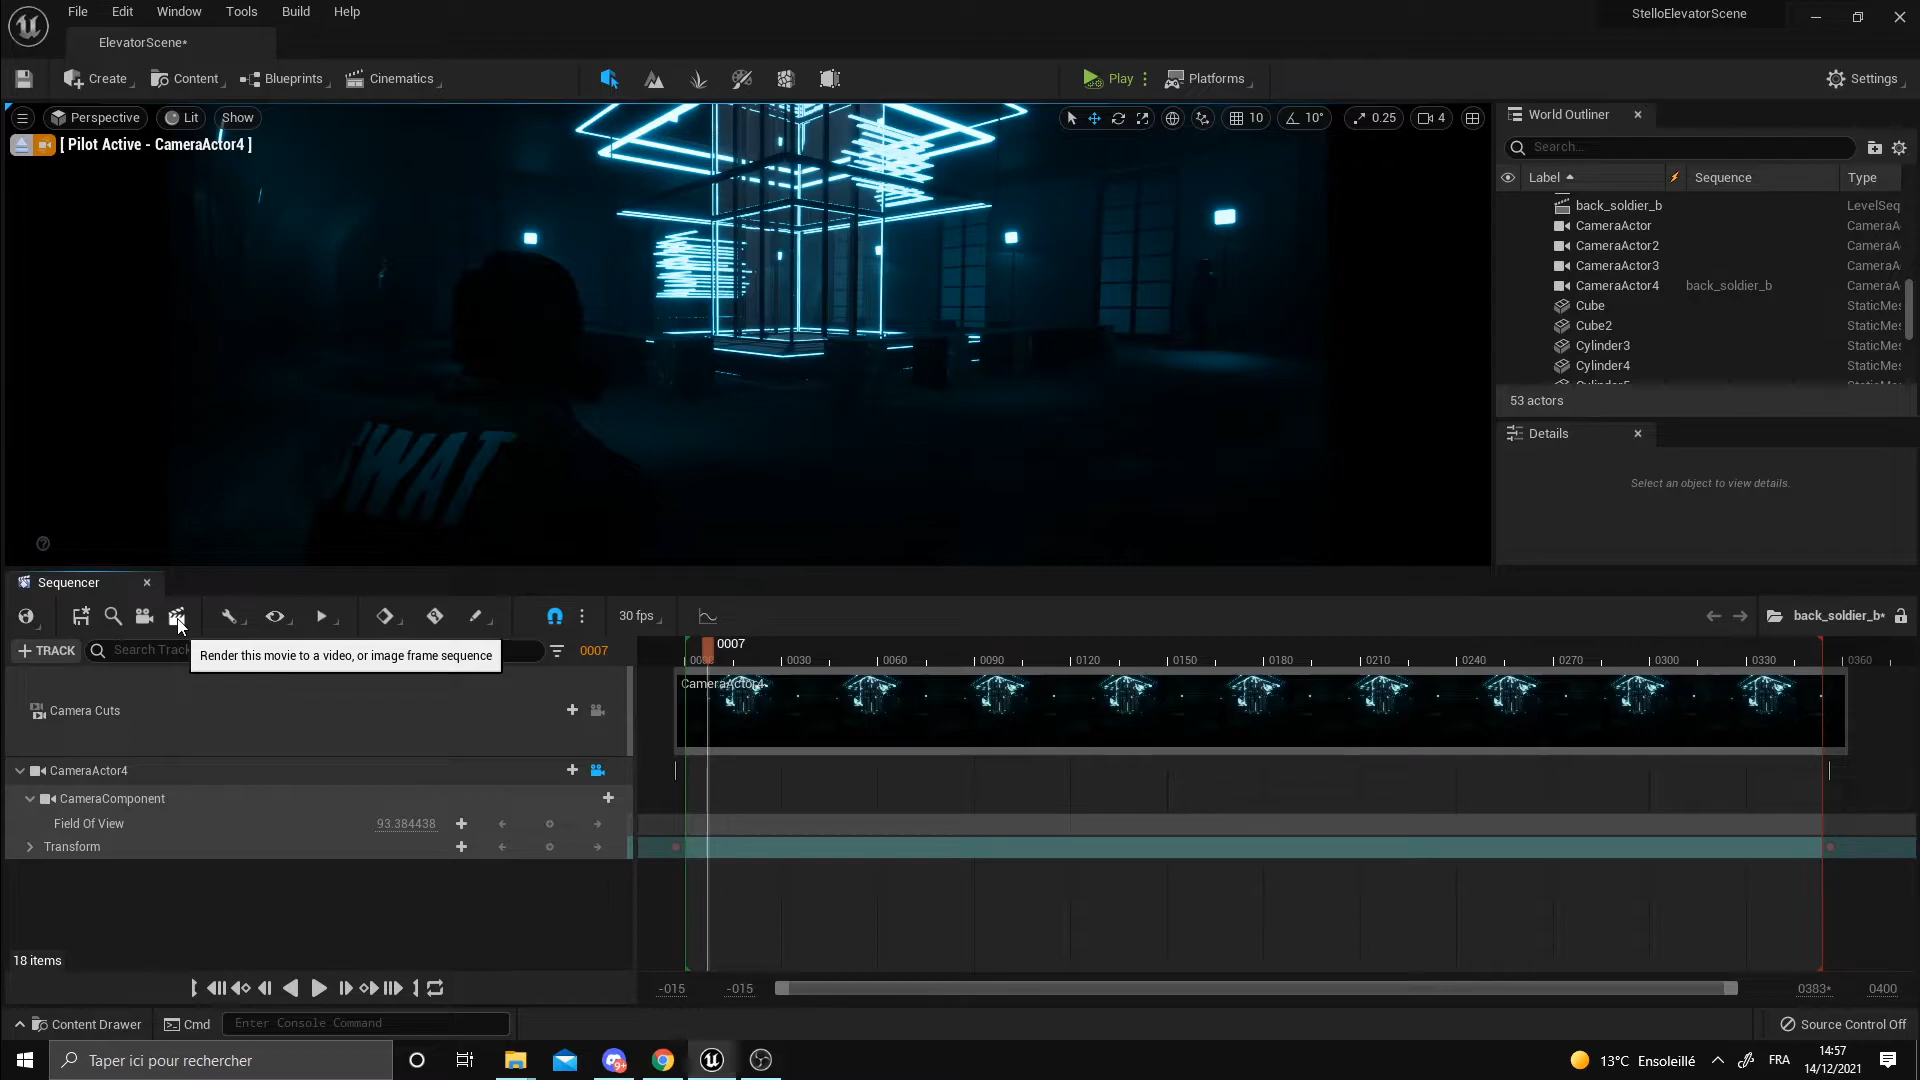 File Edit Window Tools Build Help
StelloElevatorScene
ElevatorScene*
Create Content Blueprints Cinematics Play Platforms Settings
Perspective Lit Show
10 10° 0.25 4
[ Pilot Active - CameraActor4 ]
SWAT
World Outliner
Search...
Label Sequence Type
back_soldier_b LevelSeq
CameraActor CameraA
CameraActor2 CameraA
CameraActor3 CameraA
CameraActor4 back_soldier_b CameraA
Cube StaticMes
Cube2 StaticMes
Cylinder3 StaticMes
Cylinder4 StaticMes
53 actors
Details
Select an object to view details.
Sequencer
30 fps
back_soldier_b*
TRACK Search Track 0007
Render this movie to a video, or image frame sequence
0007
0030 0060 0090 0120 0150 0180 0210 0240 0270 0300 0330 0360
CameraActor4
Camera Cuts
CameraActor4
CameraComponent
Field Of View 93.384438
Transform
18 items
-015 -015 0383* 0400
Content Drawer Cmd Enter Console Command Source Control Off
Taper ici pour rechercher
9+
13°C Ensoleillé FRA
14:57
14/12/2021